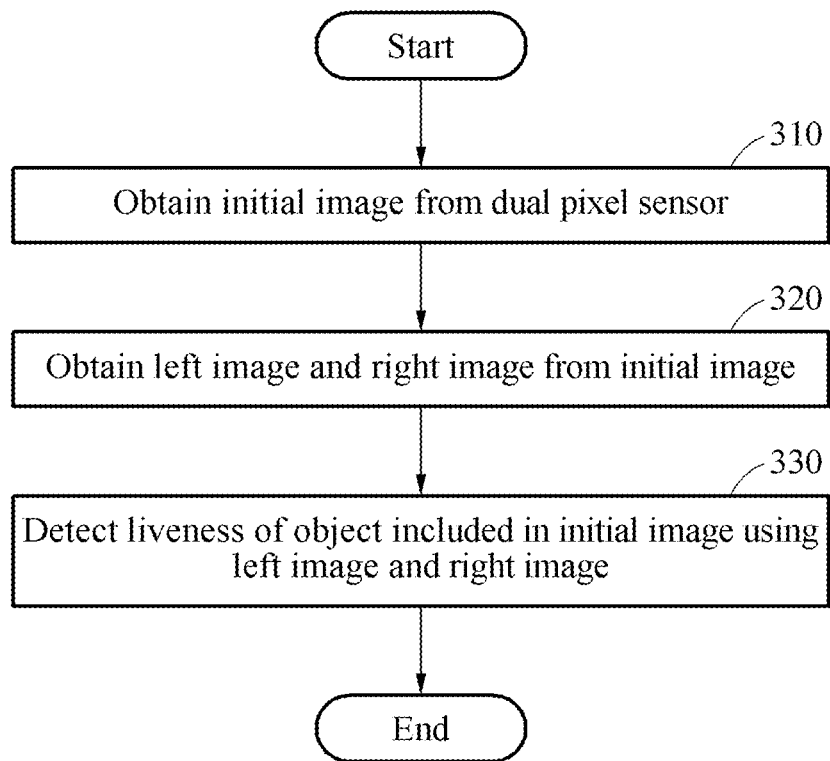 Start
310
Obtain initial image from dual pixel sensor
320
Obtain left image and right image from initial image
330
Detect liveness of object included in initial image using
left image and right image
End